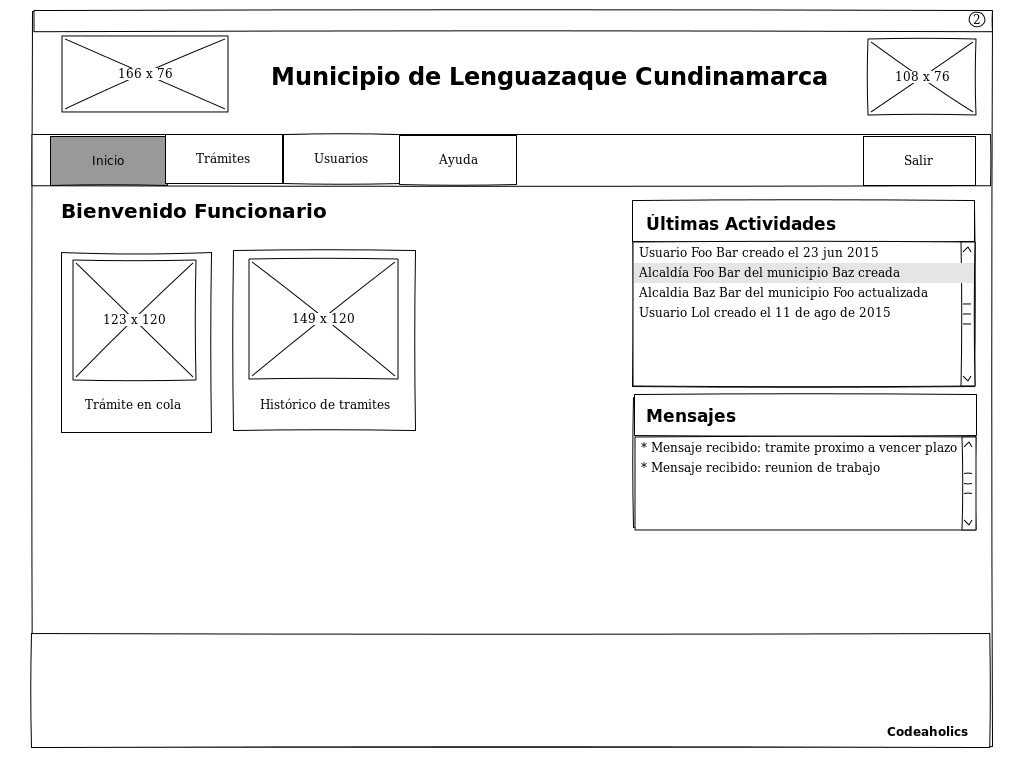 2
166 x 76
Municipio de Lenguazaque Cundinamarca
108 x 76
Inicio
Trámites
Usuarios
Ayuda
Salir
Bienvenido Funcionario
123 x 120
Trámite en cola
149 x 120
Histórico de tramites
Últimas Actividades
Usuario Foo Bar creado el 23 jun 2015
Alcaldía Foo Bar del municipio Baz creada
Alcaldia Baz Bar del municipio Foo actualizada
Usuario Lol creado el 11 de ago de 2015
Mensajes
* Mensaje recibido: tramite proximo a vencer plazo
* Mensaje recibido: reunion de trabajo
Codeaholics